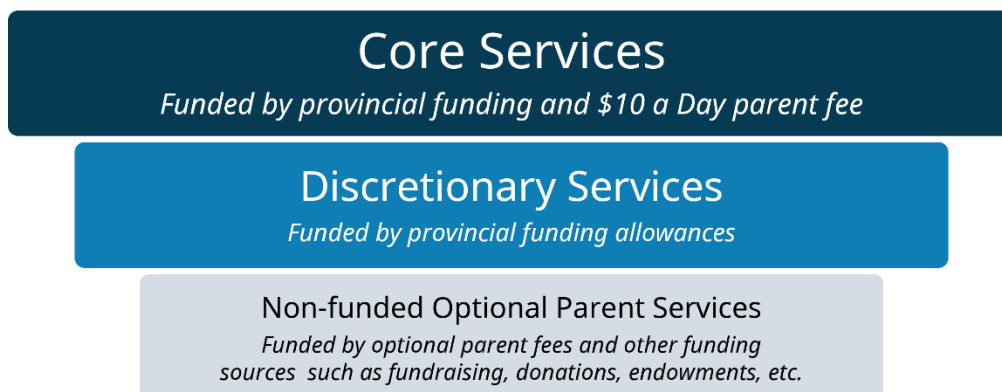 Core Services
Funded by provincial funding and $10 a Day parent fee
Discretionary Services
Funded by provincial funding allowances
Non-funded Optional Parent Services
Funded by optional parent fees and other funding
sources such as fundraising, donations, endowments, etc.